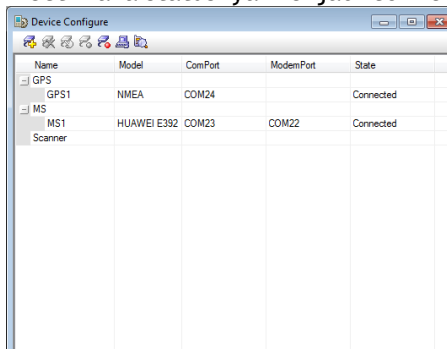 Device Configure
Name Model ComPort ModemPort State
GPS
GPS1 NMEA COM24 Connected
MS
MS1 HUAWEI E392 COM23 COM22 Connected
Scanner